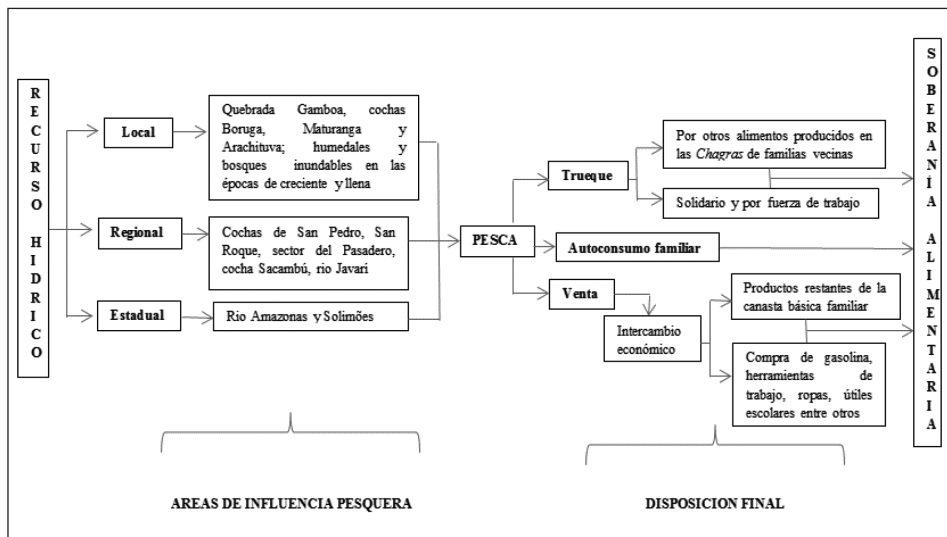 RECURSO HIDRICO
Local
Quebrada Gamboa, cochas
Boruga, Maturanga y
Arachituva; humedales y
bosques inundables en las
épocas de creciente y llena
Regional
Cochas de San Pedro, San
Roque, sector del Pasadero,
cocha Sacambú, rio Javari
Estadual
Rio Amazonas y Solimões
PESCA
Trueque
Por otros alimentos producidos en
las Chagras de familias vecinas
Solidario y por fuerza de trabajo
Autoconsumo familiar
Venta
Intercambio
económico
Productos restantes de la
canasta básica familiar
Compra de gasolina,
herramientas de
trabajo, ropas, útiles
escolares entre otros
SOBERANÍA ALIMENTARIA
AREAS DE INFLUENCIA PESQUERA
DISPOSICION FINAL